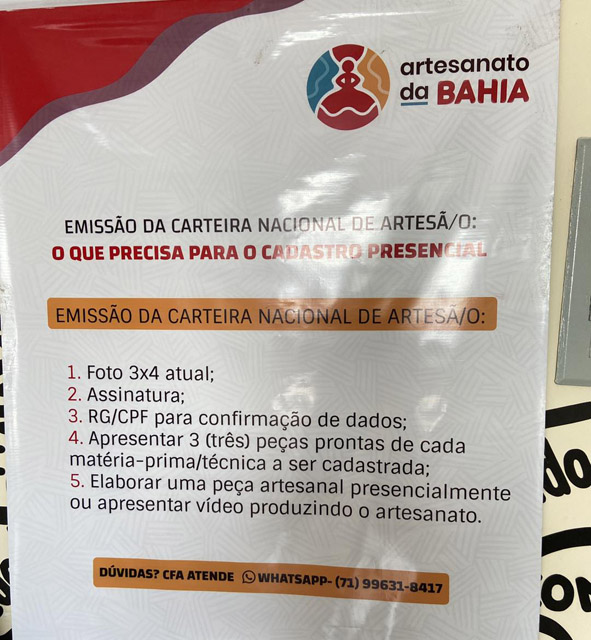 artesanato
da BAHIA
EMISSÃO DA CARTEIRA NACIONAL DE ARTESÃ/O:
O QUE PRECISA PARA O CADASTRO PRESENCIAL
EMISSÃO DA CARTEIRA NACIONAL DE ARTESÃ/O:
1. Foto 3x4 atual;
2. Assinatura;
3. RG/CPF para confirmação de dados;
4. Apresentar 3 (três) peças prontas de cada
matéria-prima/técnica a ser cadastrada;
5. Elaborar uma peça artesanal presencialmente
ou apresentar vídeo produzindo o artesanato.
DÚVIDAS? CFA ATENDE WHATSAPP- (71) 99631-8417